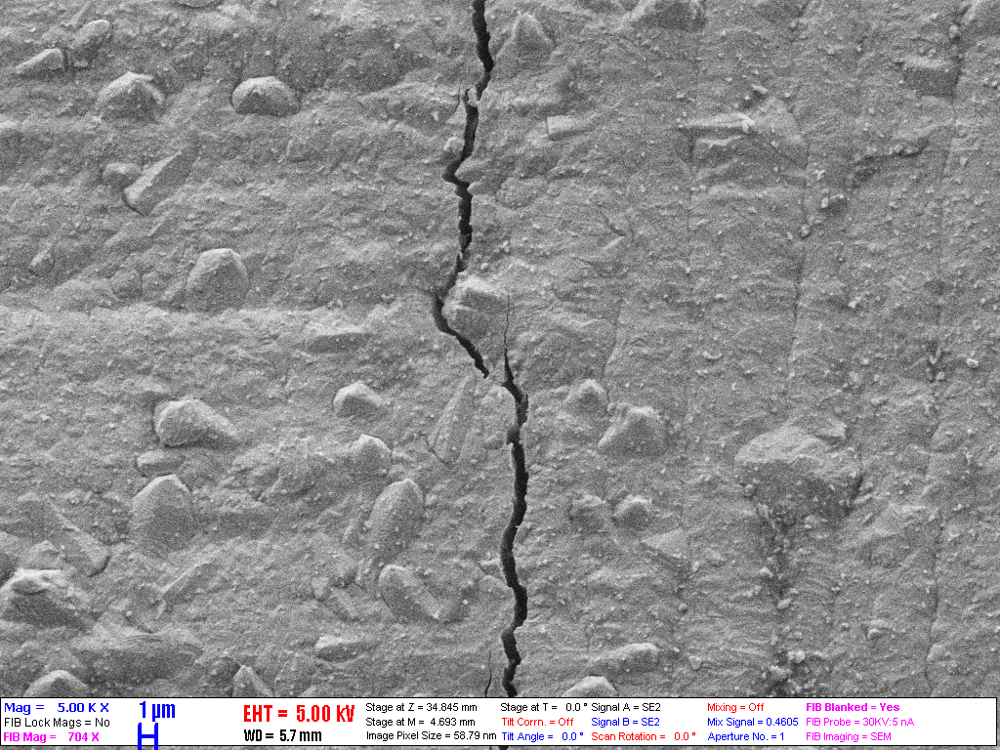 Mag = 5.00 K X
FIB Lock Mags = No
FIB Mag = 704 X
1 µm
EHT = 5.00 kV
WD = 5.7 mm
Stage at Z = 34.845 mm
Stage at M = 4.693 mm
Image Pixel Size = 58.79 nm
Stage at T = 0.0 °
Tilt Corrn. = Off
Tilt Angle = 0.0 °
Signal A = SE2
Signal B = SE2
Scan Rotation = 0.0 °
Mixing = Off
Mix Signal = 0.4605
Aperture No. = 1
FIB Blanked = Yes
FIB Probe = 30KV:5 nA
FIB Imaging = SEM